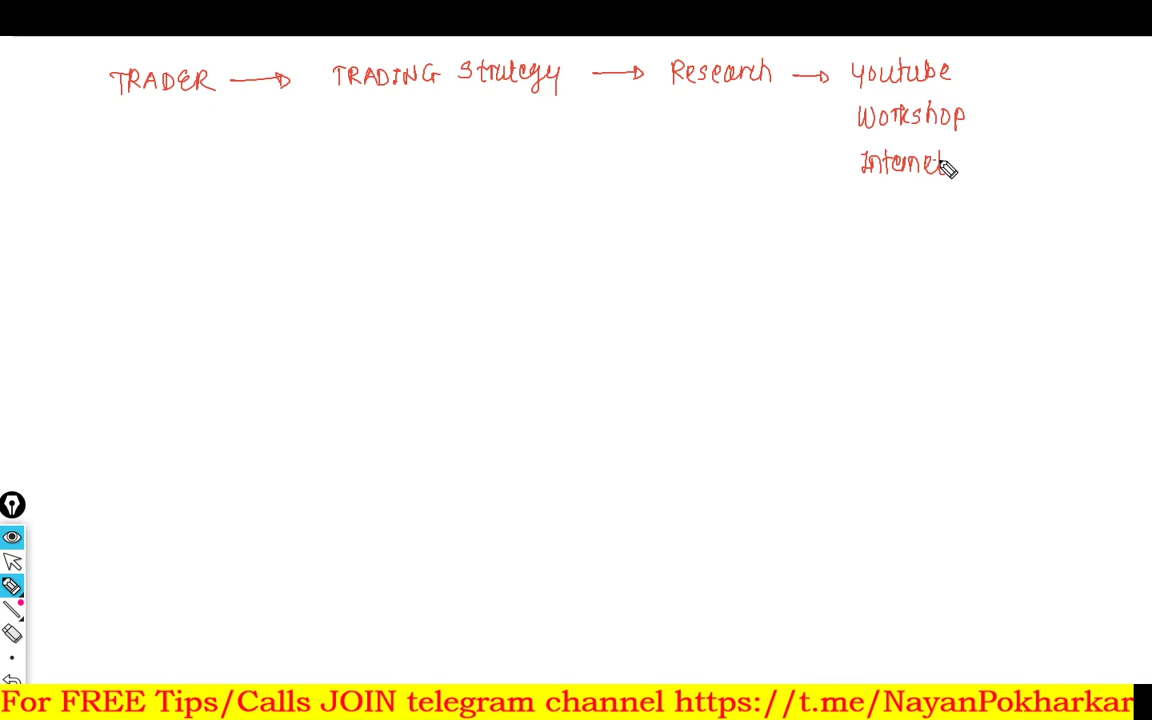 TRADER → TRADING Strategy → Research → Youtube
Workshop
Internet
For FREE Tips/Calls JOIN telegram channel https://t.me/NayanPokharkar